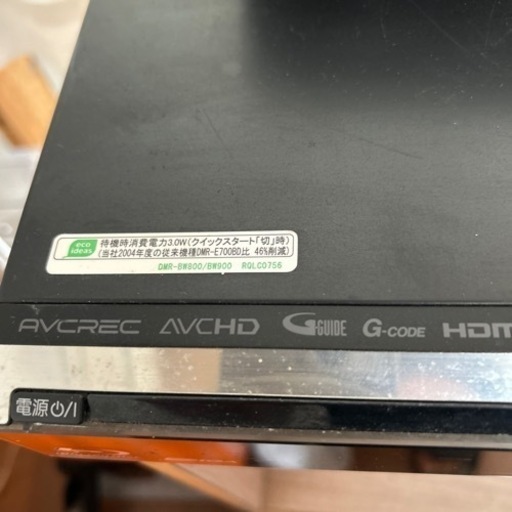 eco ideas
待機時消費電力3.0W(クイックスタート「切」時)
(当社2004年度の従来機種DMR-E700BD比 46%削減)
DMR-BW800/BW900 RQLC0756
AVCREC AVCHD G-GUIDE G-CODE HDMI
電源⏻/I